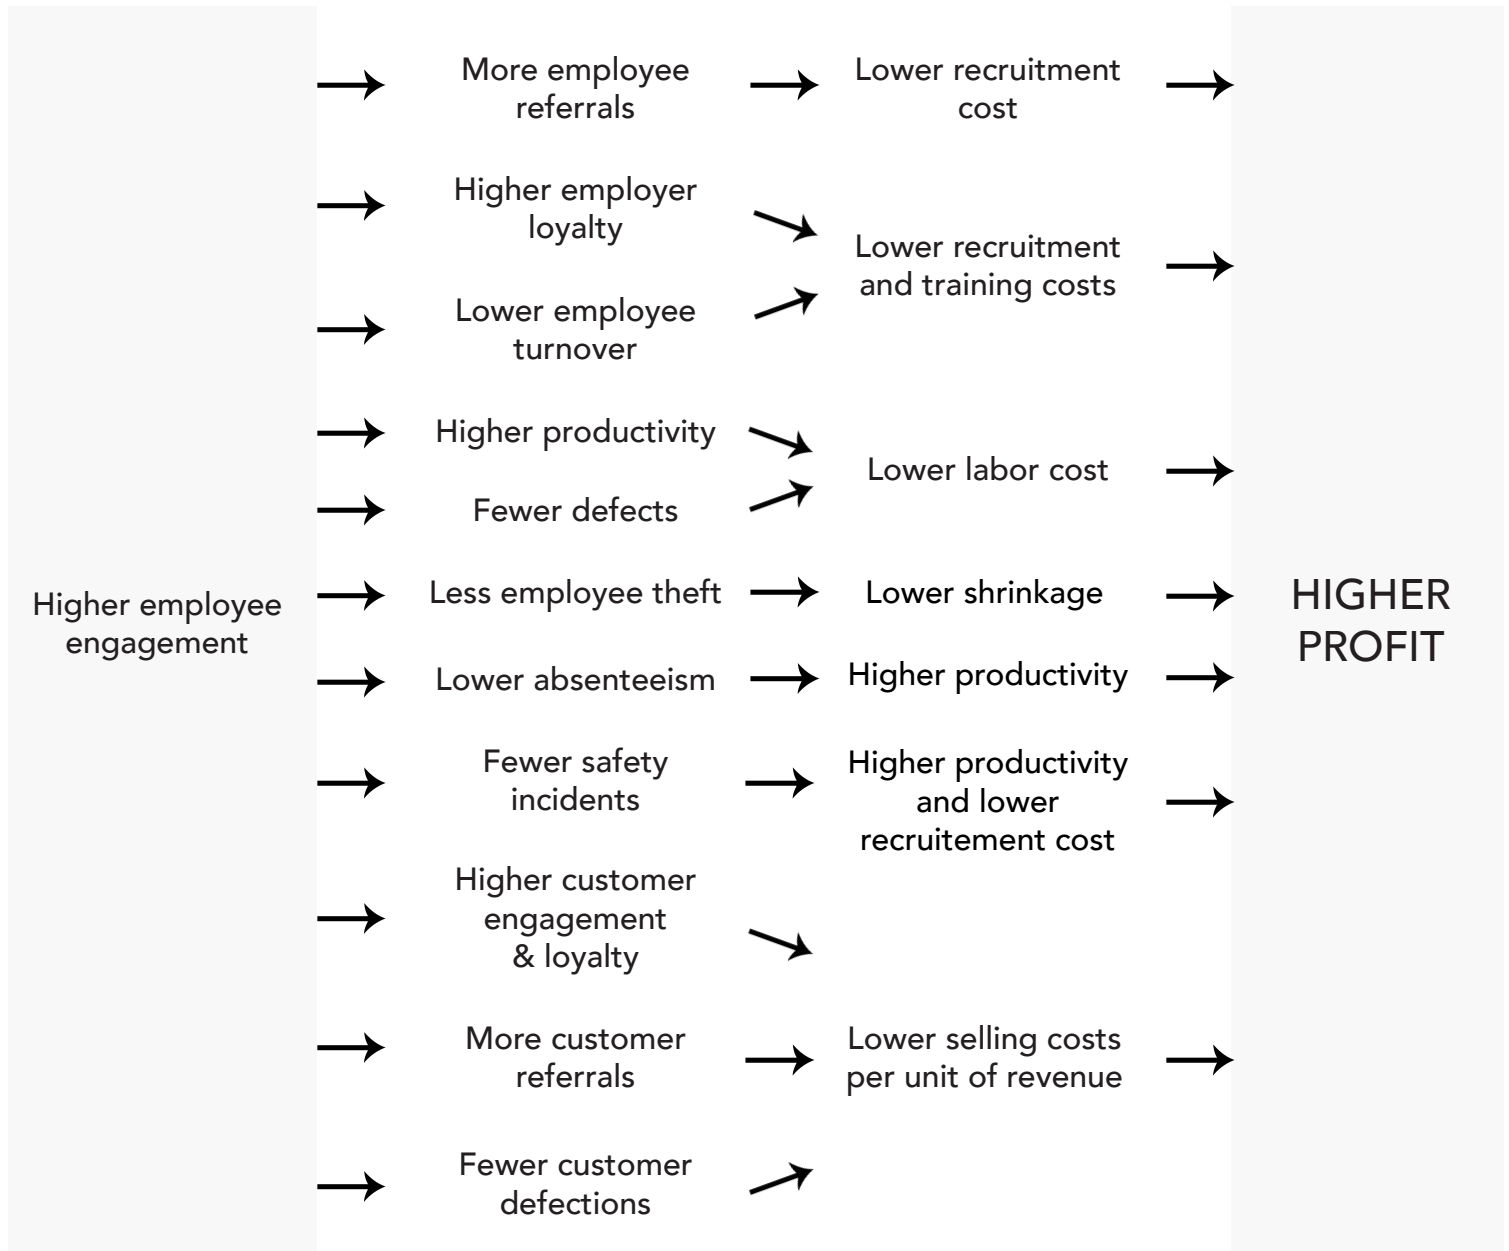 Higher employee
engagement
More employee
referrals
Lower recruitment
cost
Higher employer
loyalty
Lower employee
turnover
Lower recruitment
and training costs
Higher productivity
Fewer defects
Lower labor cost
Less employee theft
Lower shrinkage
Lower absenteeism
Higher productivity
Fewer safety
incidents
Higher productivity
and lower
recruitement cost
Higher customer
engagement
& loyalty
More customer
referrals
Fewer customer
defections
Lower selling costs
per unit of revenue
HIGHER
PROFIT